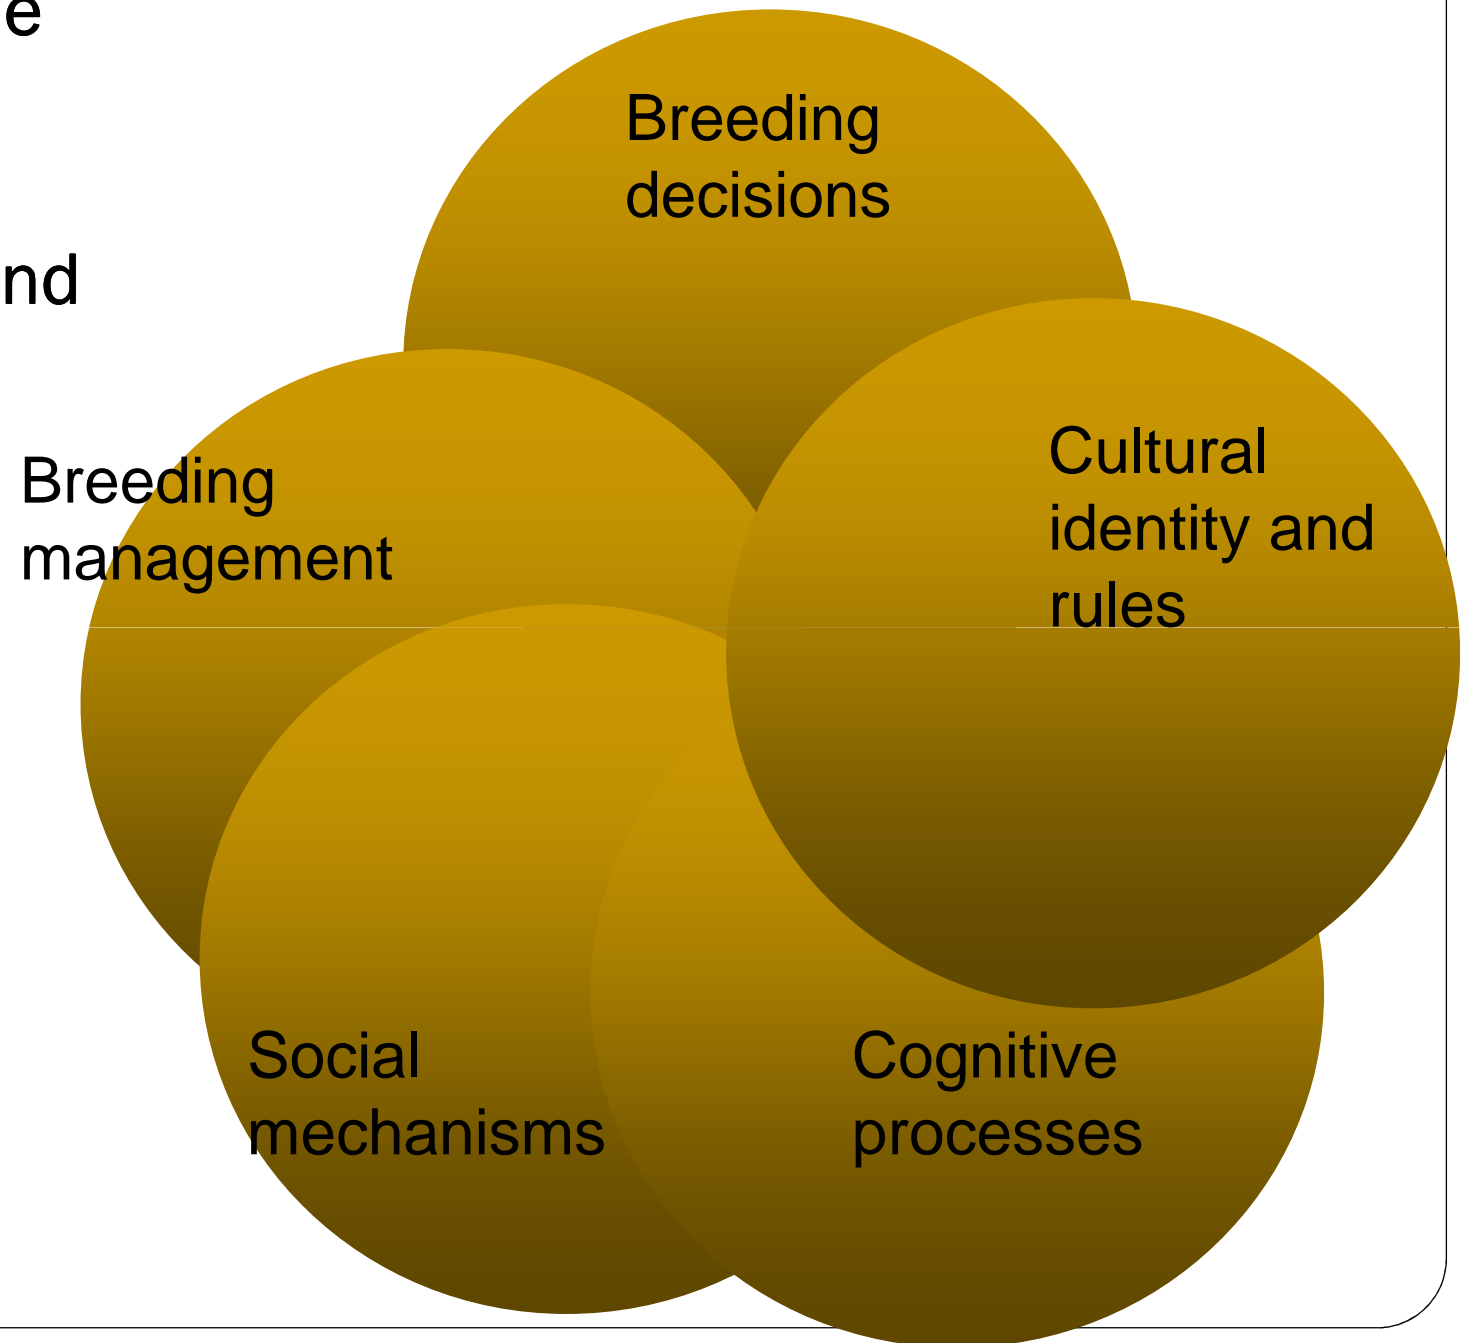 e
nd
Breeding
decisions
Breeding
management
Cultural
identity and
rules
Social
mechanisms
Cognitive
processes